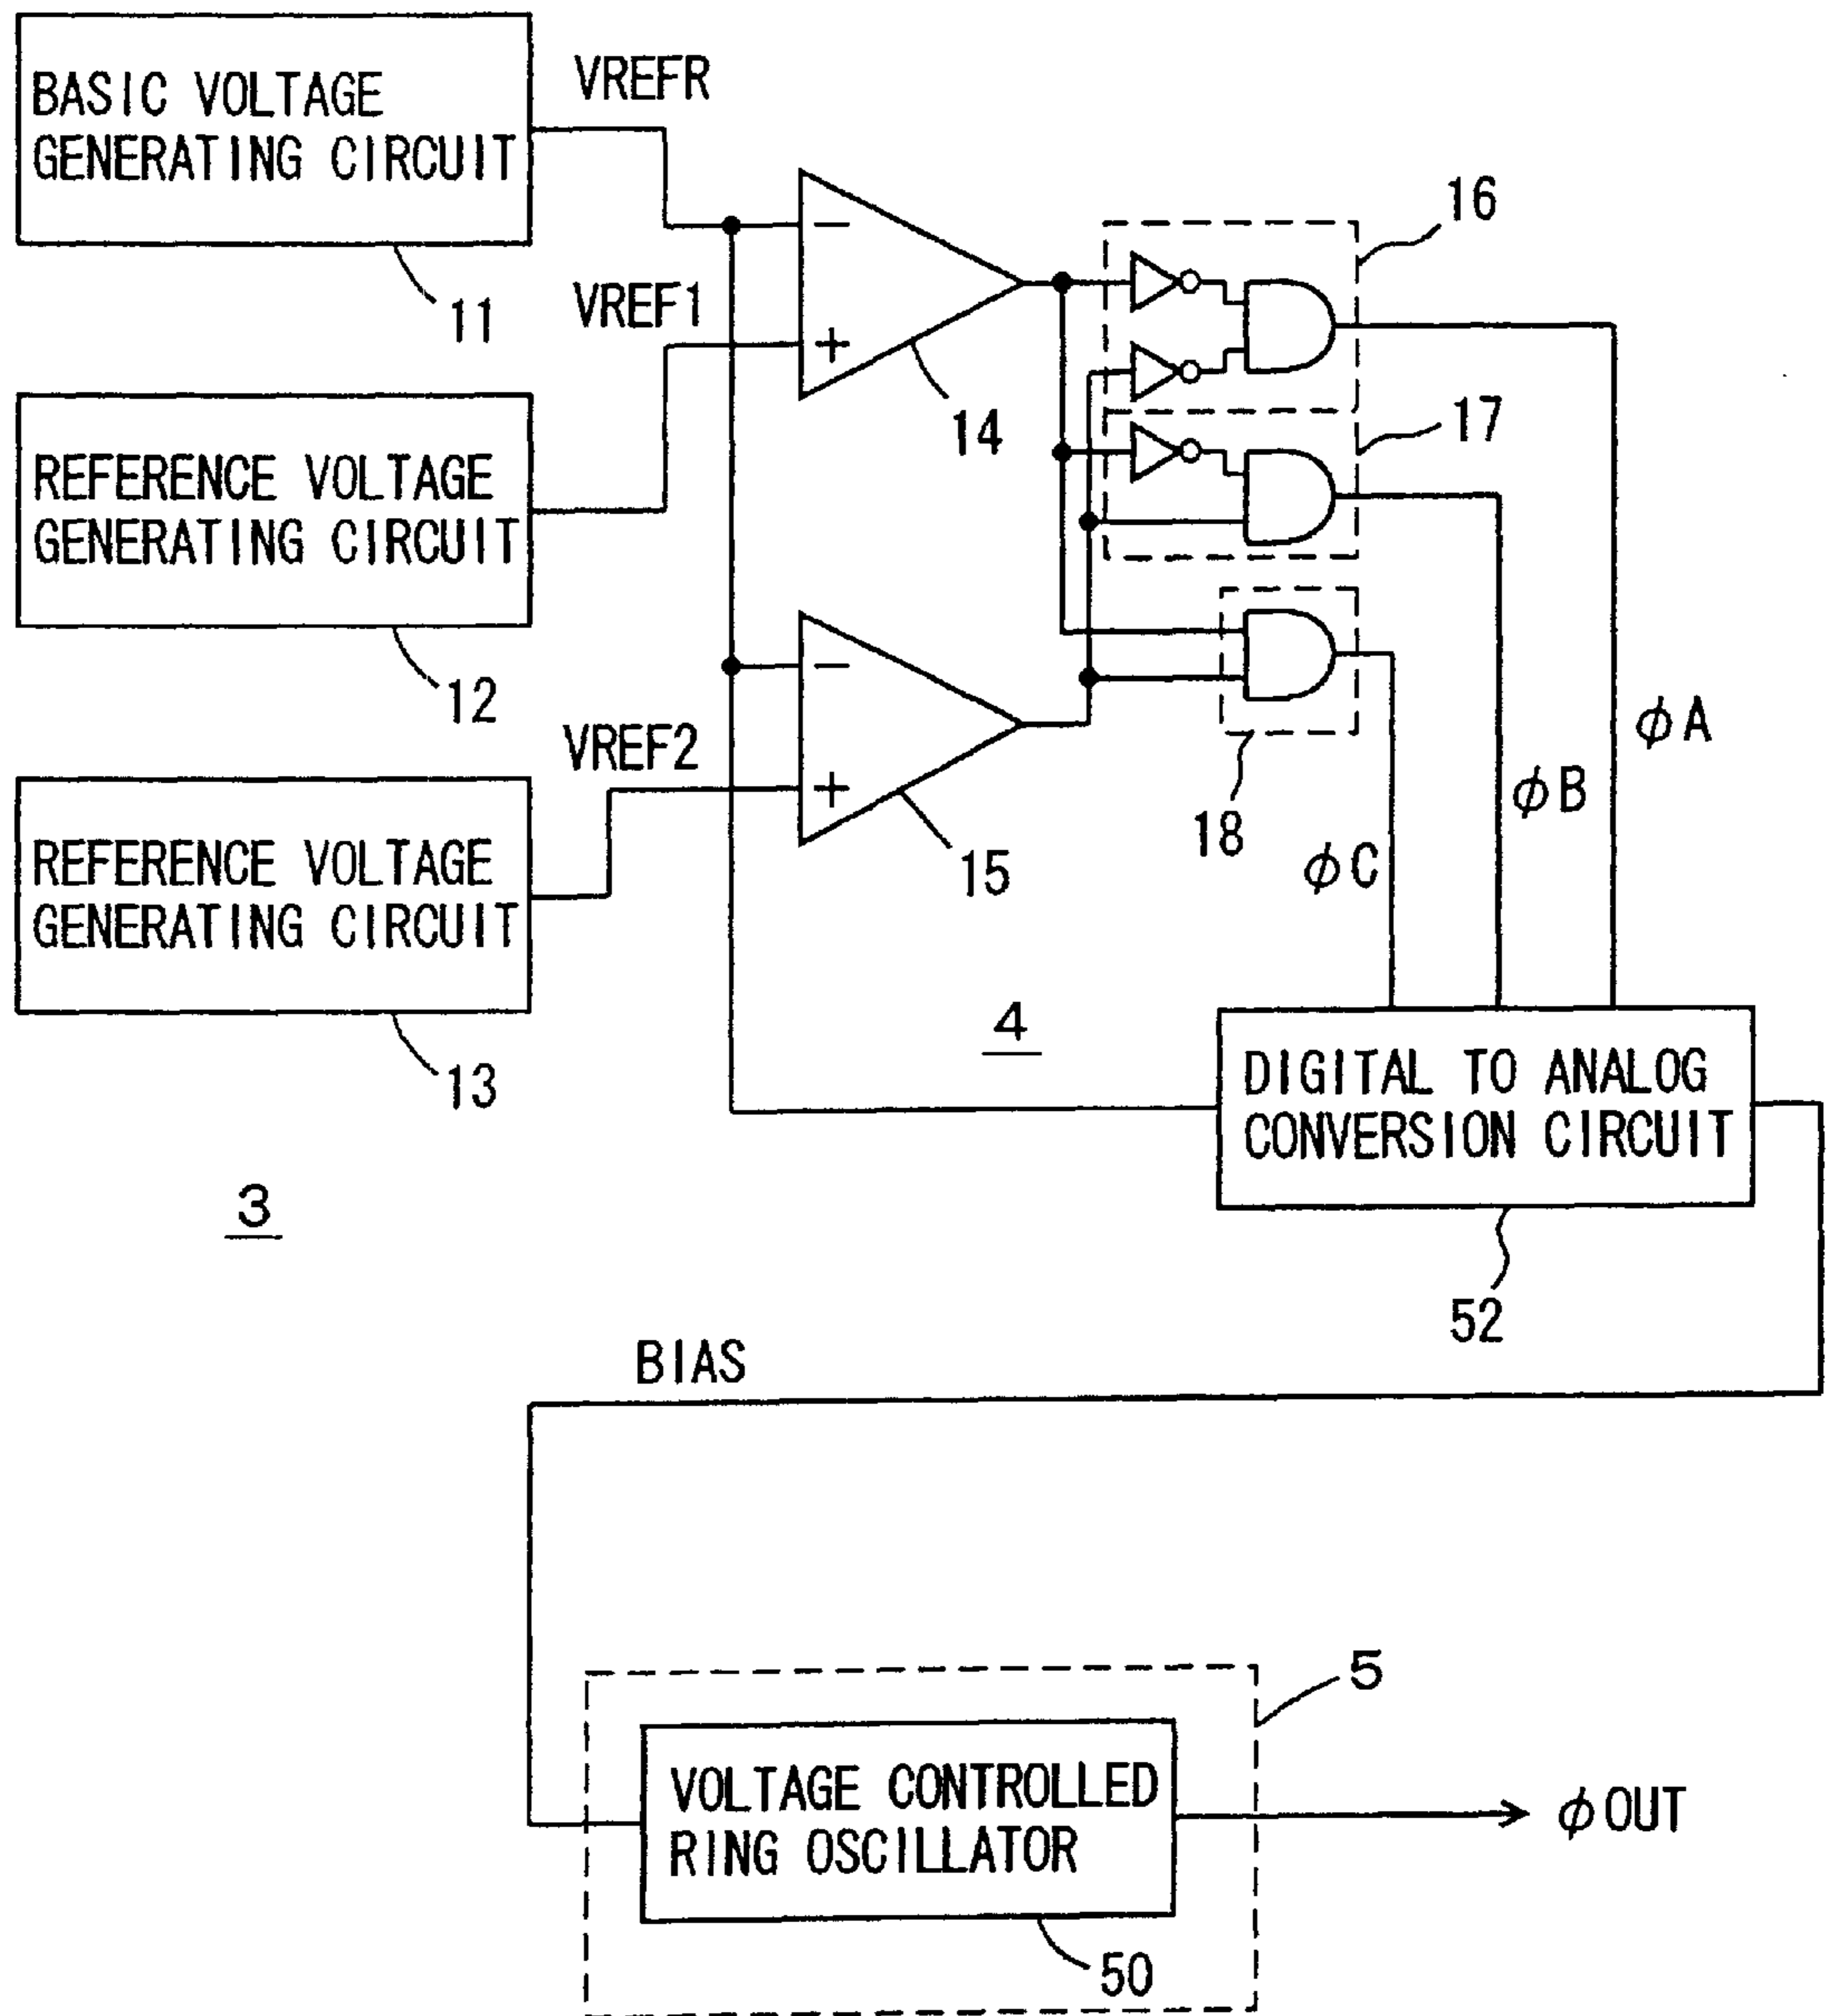 BASIC VOLTAGE
GENERATING CIRCUIT
VREFR
11
VREF1
16
14
17
REFERENCE VOLTAGE
GENERATING CIRCUIT
12
VREF2
18
φA
φB
φC
15
REFERENCE VOLTAGE
GENERATING CIRCUIT
13
4
DIGITAL TO ANALOG
CONVERSION CIRCUIT
3
52
BIAS
5
VOLTAGE CONTROLLED
RING OSCILLATOR
φOUT
50